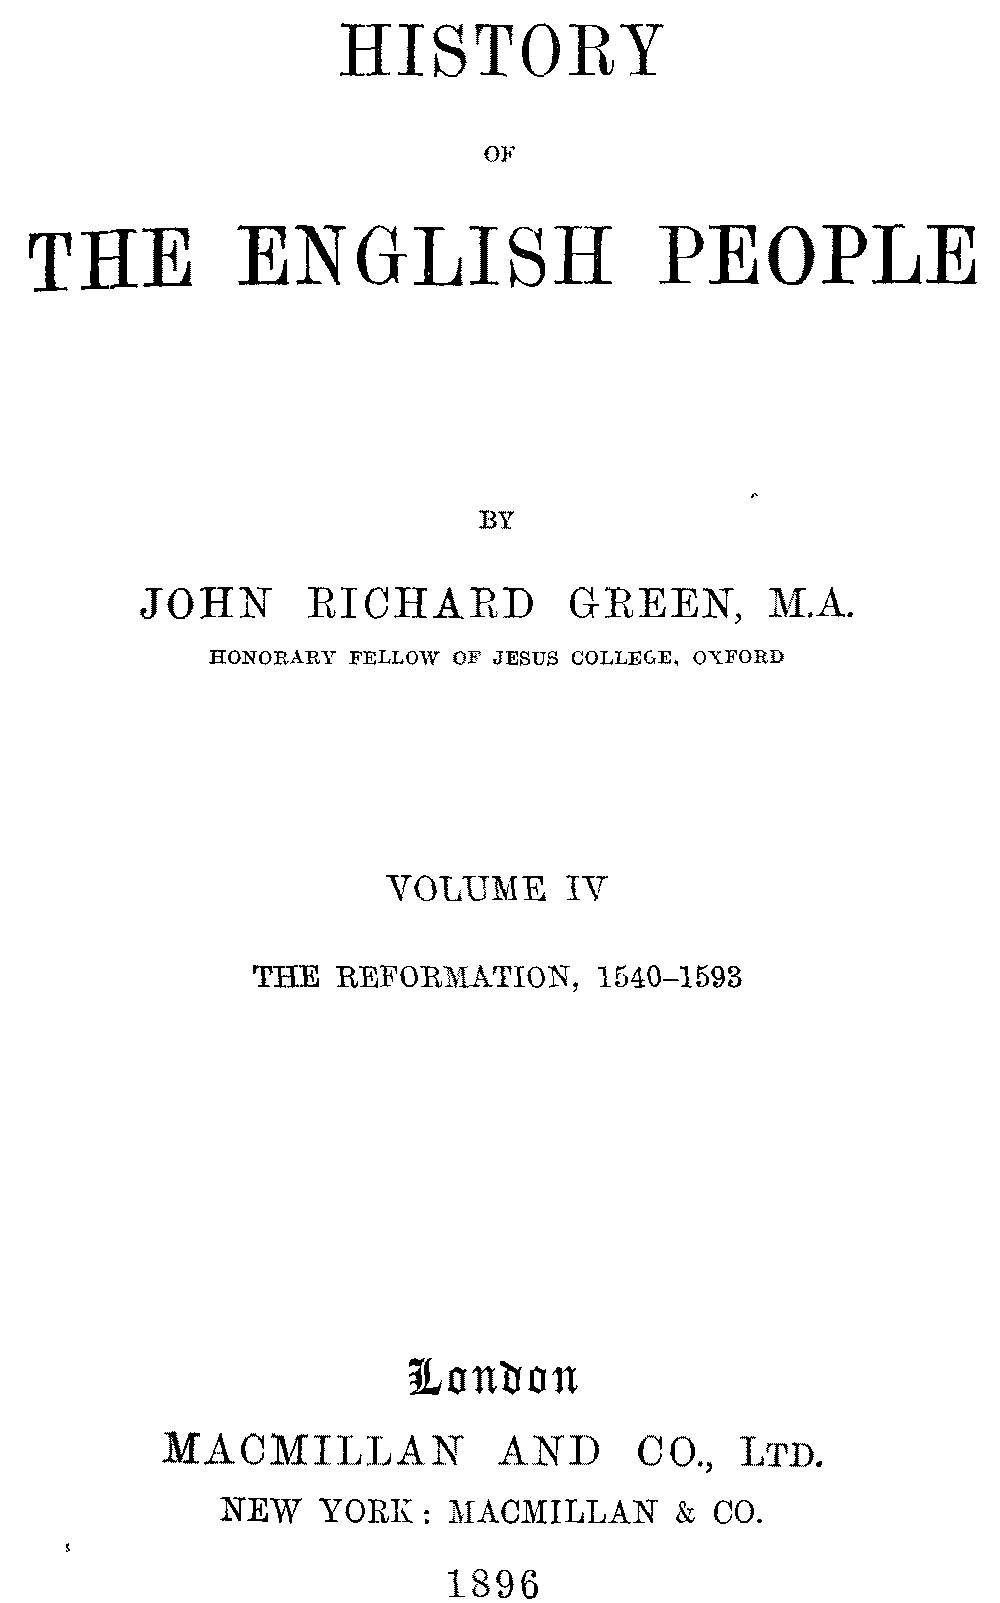 HISTORY
OF
THE ENGLISH PEOPLE
BY
JOHN RICHARD GREEN, M.A.
HONORARY FELLOW OF JESUS COLLEGE, OXFORD
VOLUME IV
THE REFORMATION, 1540–1593
London
MACMILLAN AND CO., LTD.
NEW YORK: MACMILLAN & CO.
1896